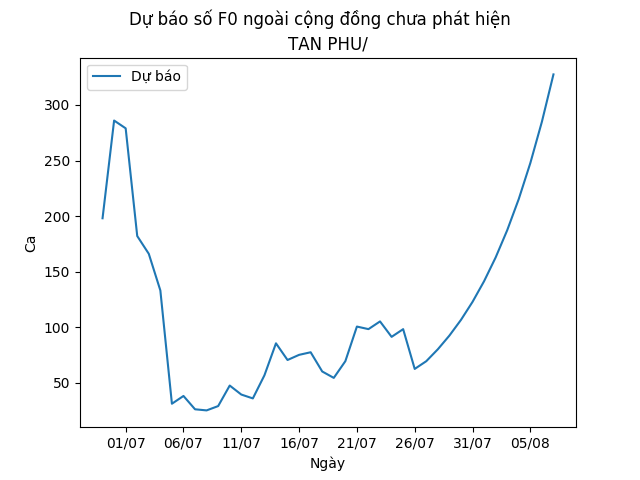 Dự báo số F0 ngoài cộng đồng chưa phát hiện
TAN PHU/
Dự báo
Ca
300
250
200
150
100
50
01/07 06/07 11/07 16/07 21/07 26/07 31/07 05/08
Ngày